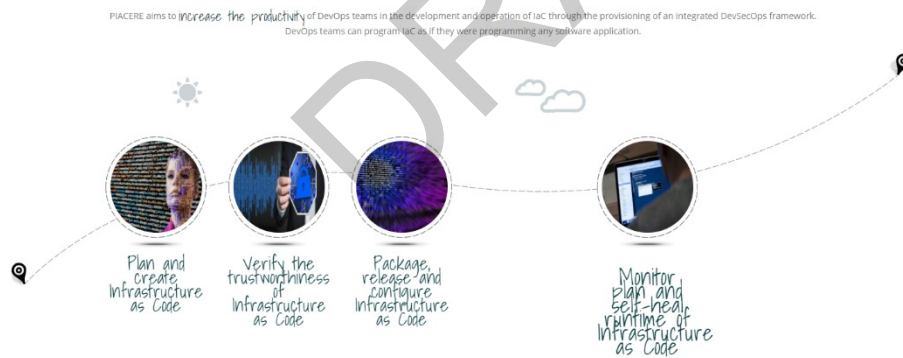 PIACERE aims to increase the productivity of DevOps teams in the development and operation of IaC through the provisioning of an integrated DevSecOps framework.
DevOps teams can program IaC as if they were programming any software application.
DRA
Plan and
create
Infrastructure
as Code
Verify the
trustworthiness
of
Infrastructure
as Code
Package,
release and
configure
Infrastructure
as Code
Monitor,
plan and
self-heal
runtime of
Infrastructure
as Code